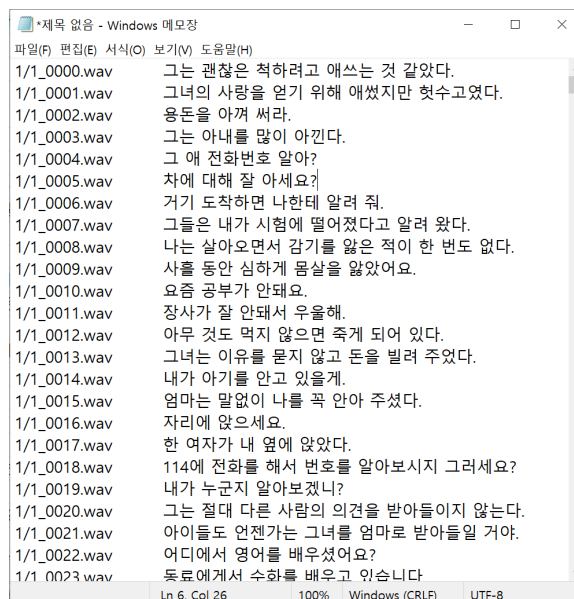 *제목 없음 - Windows 메모장
파일(F) 편집(E) 서식(O) 보기(V) 도움말(H)
1/1_0000.wav 그는 괜찮은 척하려고 애쓰는 것 같았다.
1/1_0001.wav 그녀의 사랑을 얻기 위해 애썼지만 헛수고였다.
1/1_0002.wav 용돈을 아껴 써라.
1/1_0003.wav 그는 아내를 많이 아낀다.
1/1_0004.wav 그 애 전화번호 알아?
1/1_0005.wav 차에 대해 잘 아세요?
1/1_0006.wav 거기 도착하면 나한테 알려 줘.
1/1_0007.wav 그들은 내가 시험에 떨어졌다고 알려 왔다.
1/1_0008.wav 나는 살아오면서 감기를 앓은 적이 한 번도 없다.
1/1_0009.wav 사흘 동안 심하게 몸살을 앓았어요.
1/1_0010.wav 요즘 공부가 안돼요.
1/1_0011.wav 장사가 잘 안돼서 우울해.
1/1_0012.wav 아무 것도 먹지 않으면 죽게 되어 있다.
1/1_0013.wav 그녀는 이유를 묻지 않고 돈을 빌려 주었다.
1/1_0014.wav 내가 아기를 안고 있을게.
1/1_0015.wav 엄마는 말없이 나를 꼭 안아 주셨다.
1/1_0016.wav 자리에 앉으세요.
1/1_0017.wav 한 여자가 내 옆에 앉았다.
1/1_0018.wav 114에 전화를 해서 번호를 알아보시지 그러세요?
1/1_0019.wav 내가 누군지 알아보겠니?
1/1_0020.wav 그는 절대 다른 사람의 의견을 받아들이지 않는다.
1/1_0021.wav 아이들도 언젠가는 그녀를 엄마로 받아들일 거야.
1/1_0022.wav 어디에서 영어를 배우셨어요?
1/1_0023.wav 동료에게서 수화를 배우고 있습니다
Ln 6, Col 26 100% Windows (CRLF) UTF-8